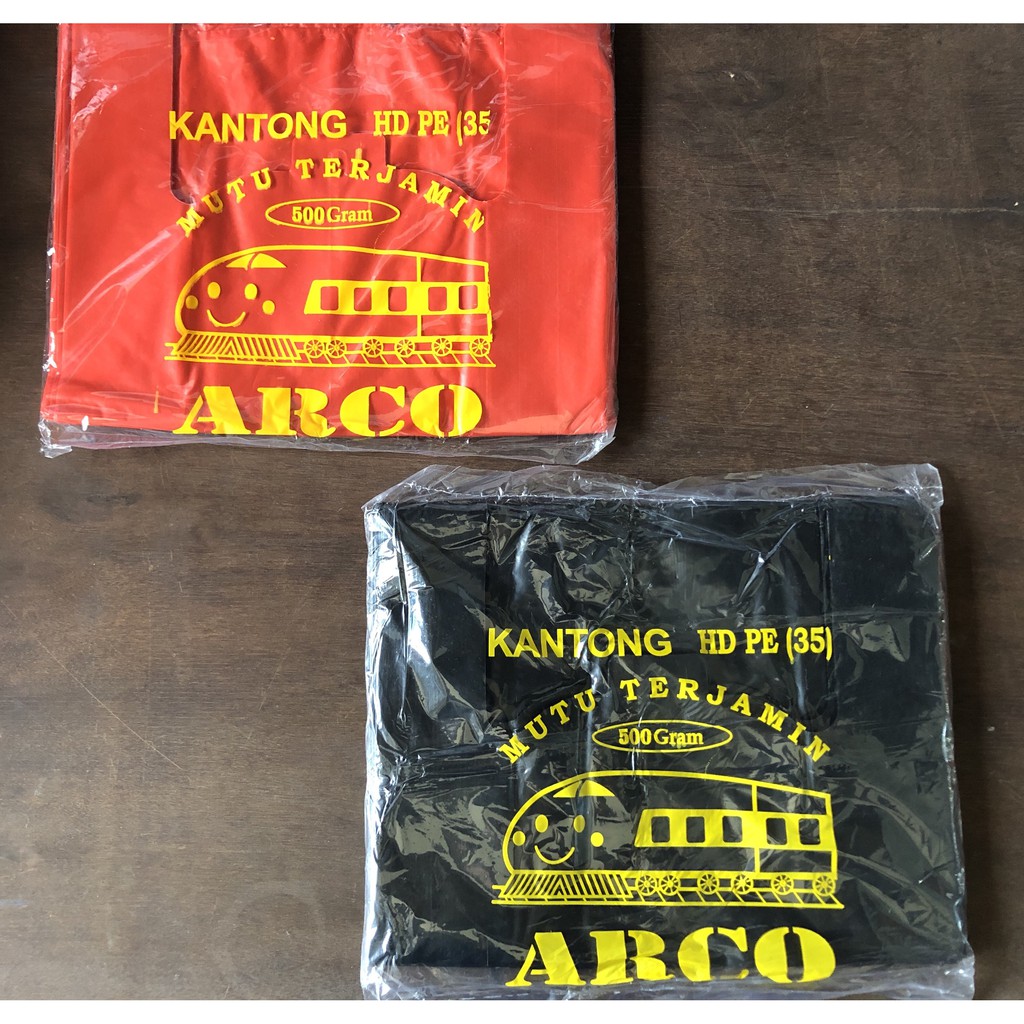 KANTONG HD PE (35
MUTU TERJAMIN
500 Gram
ARCO
KANTONG HD PE (35)
MUTU TERJAMIN
500 Gram
ARCO